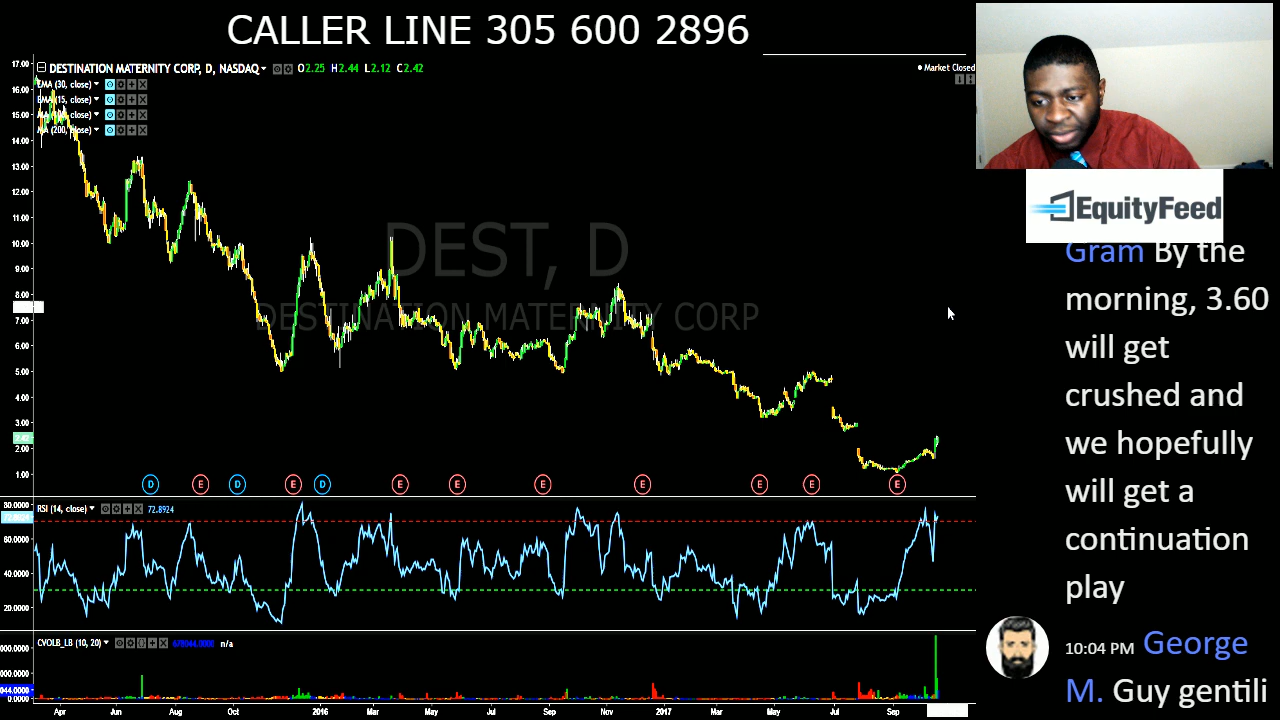 CALLER LINE 305 600 2896
DESTINATION MATERNITY CORP, D, NASDAQ O2.25 H2.44 L2.12 C2.42
Market Closed
EMA (30, close)
EMA (15, close)
MA (200, close)
17.00
16.00
15.00
14.00
13.00
12.00
11.00
10.00
9.00
8.00
7.00
6.00
5.00
4.00
3.00
2.42
2.00
1.00
DEST, D
DESTINATION MATERNITY CORP
D E D E D E E E E E E E
RSI (14, close) 72.8924
80.0000
60.0000
40.0000
20.0000
CVOLB_LB (10, 20) n/a
0.0000
Apr Jun Aug Oct 2016 Mar May Jul Sep Nov 2017 Mar May Jul Sep
EquityFeed
Gram By the
morning, 3.60
will get
crushed and
we hopefully
will get a
continuation
play
10:04 PM George
M. Guy gentili